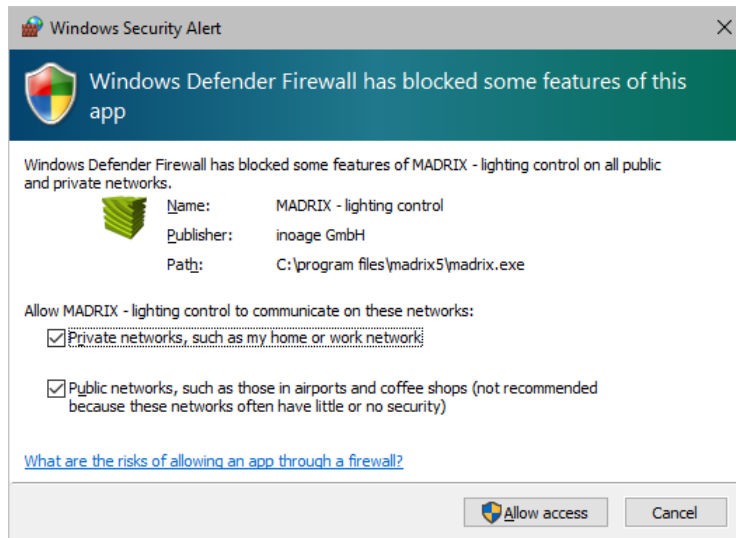 Windows Security Alert
Windows Defender Firewall has blocked some features of this
app
Windows Defender Firewall has blocked some features of MADRIX - lighting control on all public
and private networks.
Name: MADRIX - lighting control
Publisher: inoage GmbH
Path: C:\program files\madrix5\madrix.exe
Allow MADRIX - lighting control to communicate on these networks:
Private networks, such as my home or work network
Public networks, such as those in airports and coffee shops (not recommended
because these networks often have little or no security)
What are the risks of allowing an app through a firewall?
Allow access Cancel